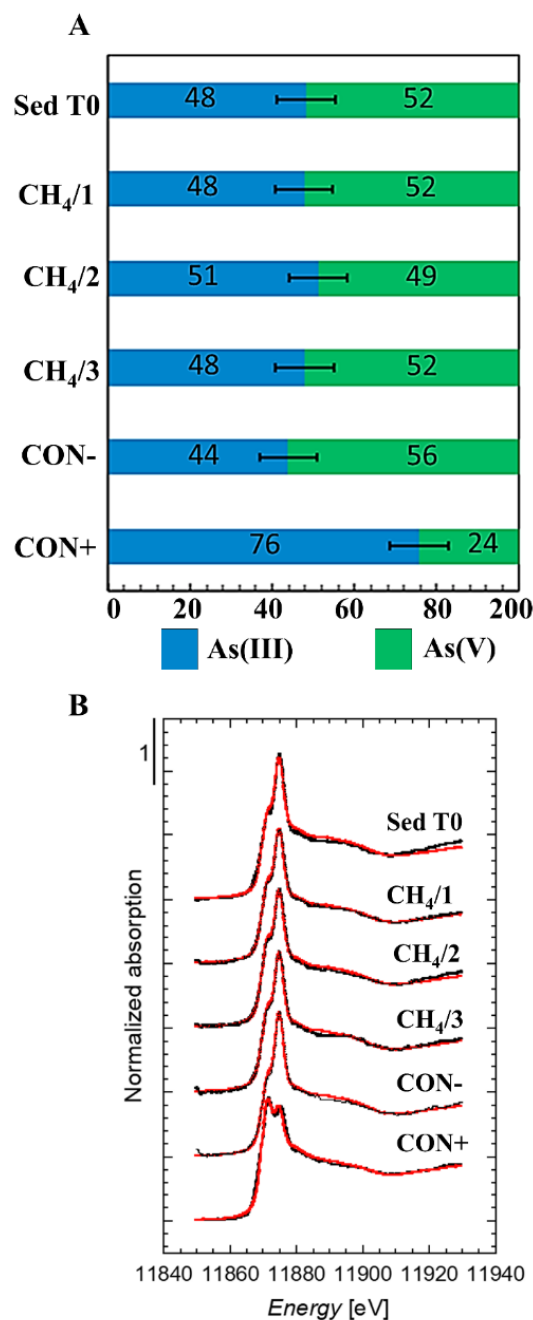 A
Sed T0 48 52
CH₄/1 48 52
CH₄/2 51 49
CH₄/3 48 52
CON- 44 56
CON+ 76 24
0 20 40 60 80 200
As(III) As(V)
B
1
Sed T0
CH₄/1
CH₄/2
CH₄/3
CON-
CON+
Normalized absorption
11840 11860 11880 11900 11920 11940
Energy [eV]